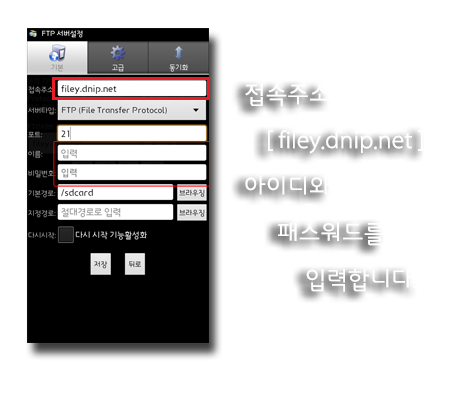 FTP 서버설정
기본 고급 동기화
접속주소: filey.dnip.net
서버타입: FTP (File Transfer Protocol)
포트: 21
이름: 입력
비밀번호: 입력
기본경로: /sdcard 브라우징
지정경로: 절대경로로 입력 브라우징
다시시작: 다시 시작 기능활성화
저장 뒤로
접속주소
[ filey.dnip.net ]
아이디와
패스워드를
입력합니다